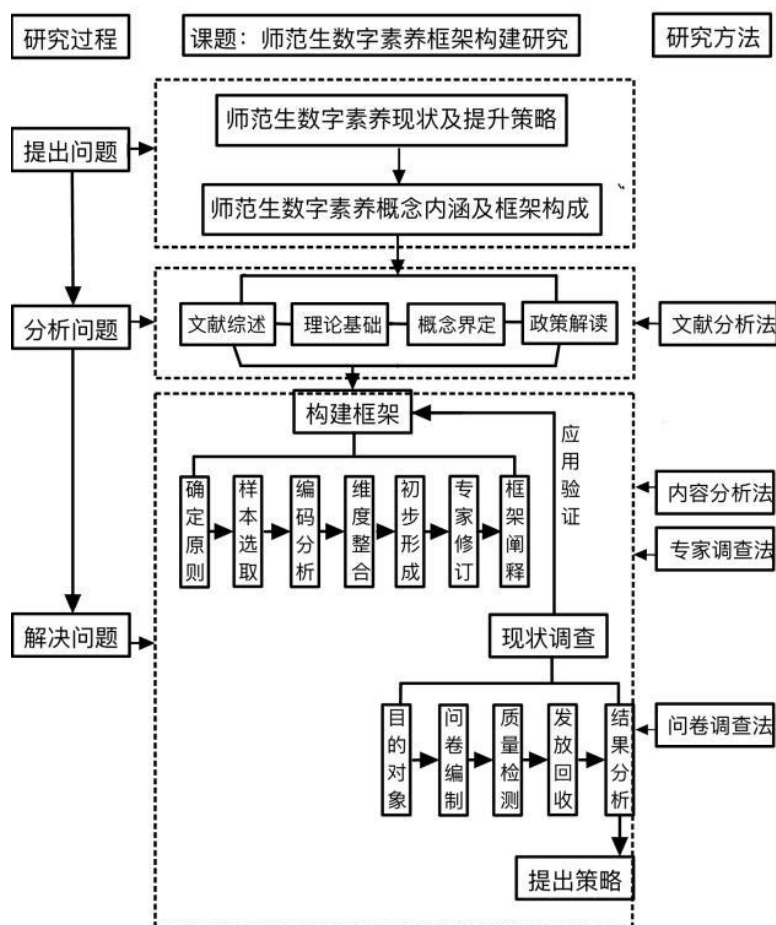 研究过程
课题：师范生数字素养框架构建研究
研究方法
提出问题
师范生数字素养现状及提升策略
师范生数字素养概念内涵及框架构成
分析问题
文献综述
理论基础
概念界定
政策解读
文献分析法
构建框架
应用验证
确定原则
样本选取
编码分析
维度整合
初步形成
专家修订
框架阐释
内容分析法
专家调查法
解决问题
现状调查
目的对象
问卷编制
质量检测
发放回收
结果分析
问卷调查法
提出策略